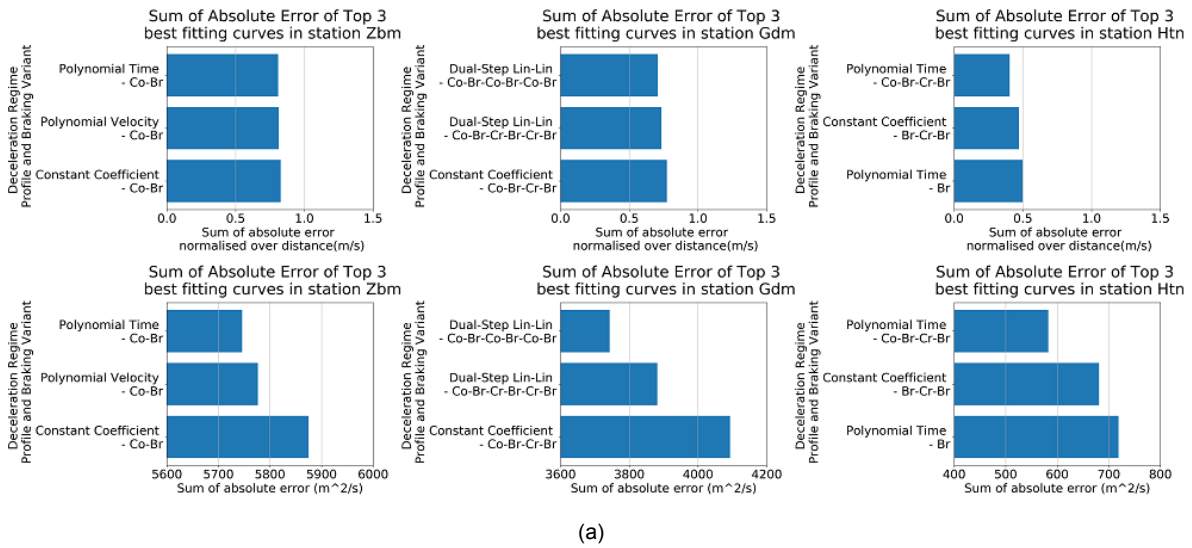 Sum of Absolute Error of Top 3
best fitting curves in station Zbm
Deceleration Regime
Profile and Braking Variant
Polynomial Time
- Co-Br
Polynomial Velocity
- Co-Br
Constant Coefficient
- Co-Br
0.0 0.5 1.0 1.5
Sum of absolute error
normalised over distance(m/s)
Sum of Absolute Error of Top 3
best fitting curves in station Gdm
Deceleration Regime
Profile and Braking Variant
Dual-Step Lin-Lin
- Co-Br-Co-Br-Co-Br
Dual-Step Lin-Lin
- Co-Br-Cr-Br-Cr-Br
Constant Coefficient
- Co-Br-Cr-Br
0.0 0.5 1.0 1.5
Sum of absolute error
normalised over distance(m/s)
Sum of Absolute Error of Top 3
best fitting curves in station Htn
Deceleration Regime
Profile and Braking Variant
Polynomial Time
- Co-Br-Cr-Br
Constant Coefficient
- Br-Cr-Br
Polynomial Time
- Br
0.0 0.5 1.0 1.5
Sum of absolute error
normalised over distance(m/s)
Sum of Absolute Error of Top 3
best fitting curves in station Zbm
Deceleration Regime
Profile and Braking Variant
Polynomial Time
- Co-Br
Polynomial Velocity
- Co-Br
Constant Coefficient
- Co-Br
5600 5700 5800 5900 6000
Sum of absolute error (m^2/s)
Sum of Absolute Error of Top 3
best fitting curves in station Gdm
Deceleration Regime
Profile and Braking Variant
Dual-Step Lin-Lin
- Co-Br-Co-Br-Co-Br
Dual-Step Lin-Lin
- Co-Br-Cr-Br-Cr-Br
Constant Coefficient
- Co-Br-Cr-Br
3600 3800 4000 4200
Sum of absolute error (m^2/s)
Sum of Absolute Error of Top 3
best fitting curves in station Htn
Deceleration Regime
Profile and Braking Variant
Polynomial Time
- Co-Br-Cr-Br
Constant Coefficient
- Br-Cr-Br
Polynomial Time
- Br
400 500 600 700 800
Sum of absolute error (m^2/s)
(a)